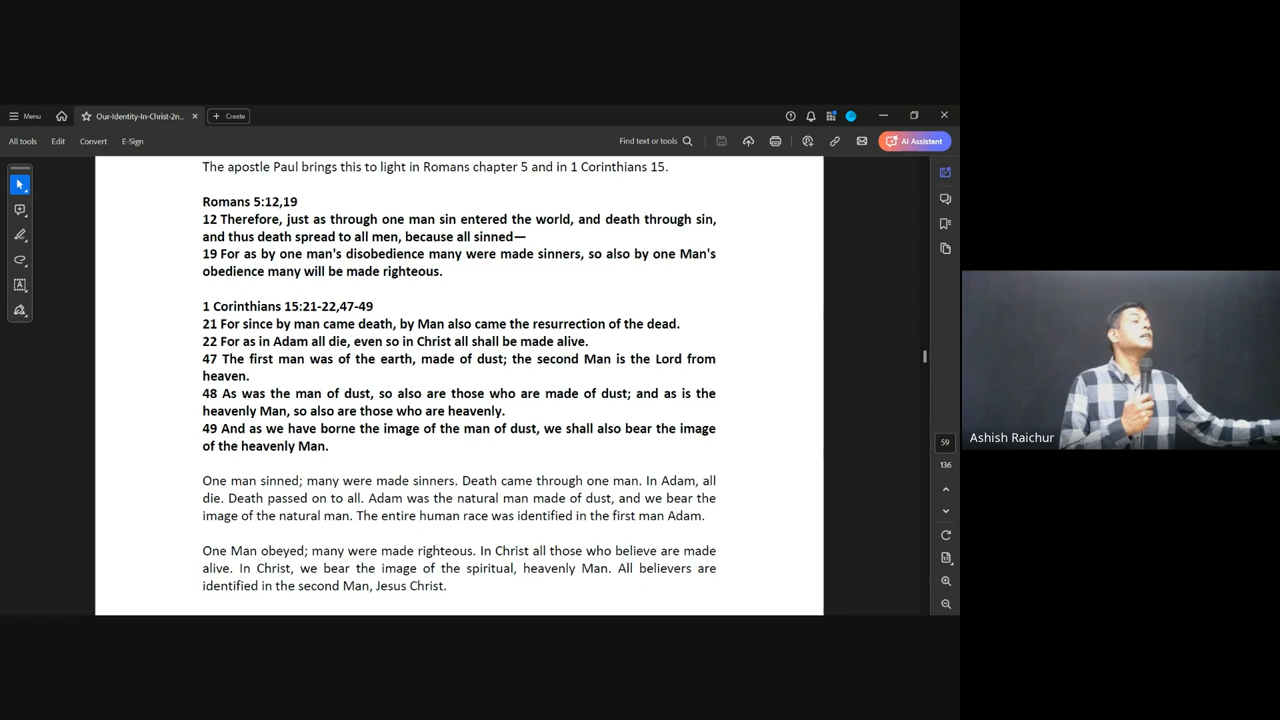 Menu
Our-Identity-In-Christ-2n...
Create
All tools
Edit
Convert
E-Sign
Find text or tools
AI Assistant
The apostle Paul brings this to light in Romans chapter 5 and in 1 Corinthians 15.
Romans 5:12,19
12 Therefore, just as through one man sin entered the world, and death through sin,
and thus death spread to all men, because all sinned—
19 For as by one man's disobedience many were made sinners, so also by one Man's
obedience many will be made righteous.
1 Corinthians 15:21-22,47-49
21 For since by man came death, by Man also came the resurrection of the dead.
22 For as in Adam all die, even so in Christ all shall be made alive.
47 The first man was of the earth, made of dust; the second Man is the Lord from
heaven.
48 As was the man of dust, so also are those who are made of dust; and as is the
heavenly Man, so also are those who are heavenly.
49 And as we have borne the image of the man of dust, we shall also bear the image
of the heavenly Man.
One man sinned; many were made sinners. Death came through one man. In Adam, all
die. Death passed on to all. Adam was the natural man made of dust, and we bear the
image of the natural man. The entire human race was identified in the first man Adam.
One Man obeyed; many were made righteous. In Christ all those who believe are made
alive. In Christ, we bear the image of the spiritual, heavenly Man. All believers are
identified in the second Man, Jesus Christ.
59
136
Ashish Raichur